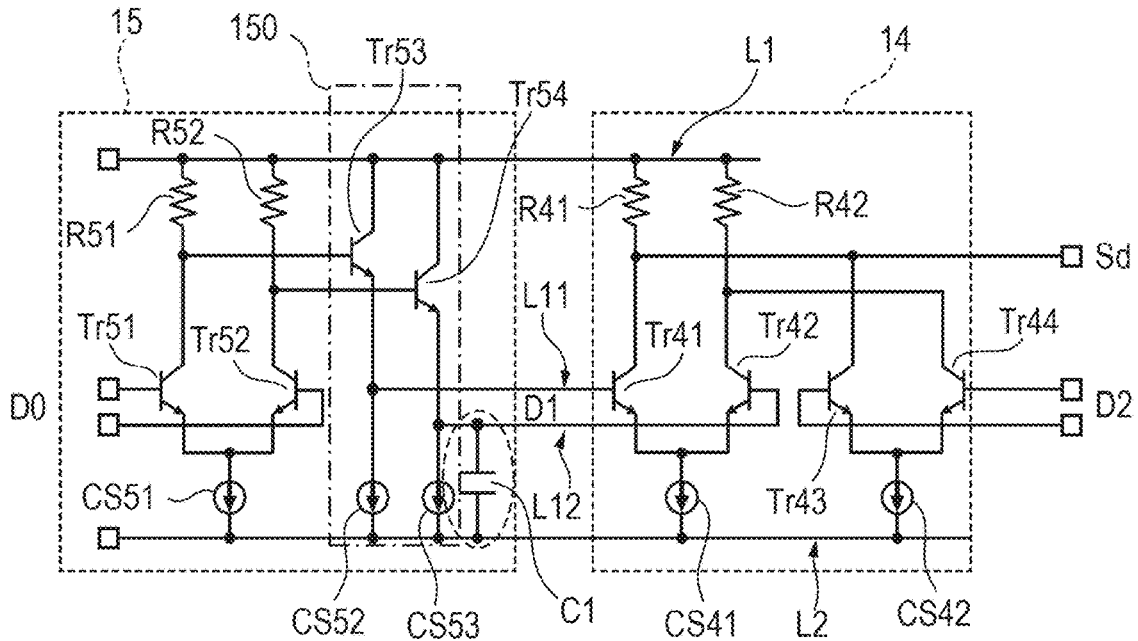 15
150
Tr53
Tr54
L1
14
R52
R51
R41
R42
Sd
L11
Tr51
Tr52
Tr41
Tr42
Tr44
D0
D1
D2
CS51
L12
Tr43
CS52
CS53
C1
CS41
L2
CS42